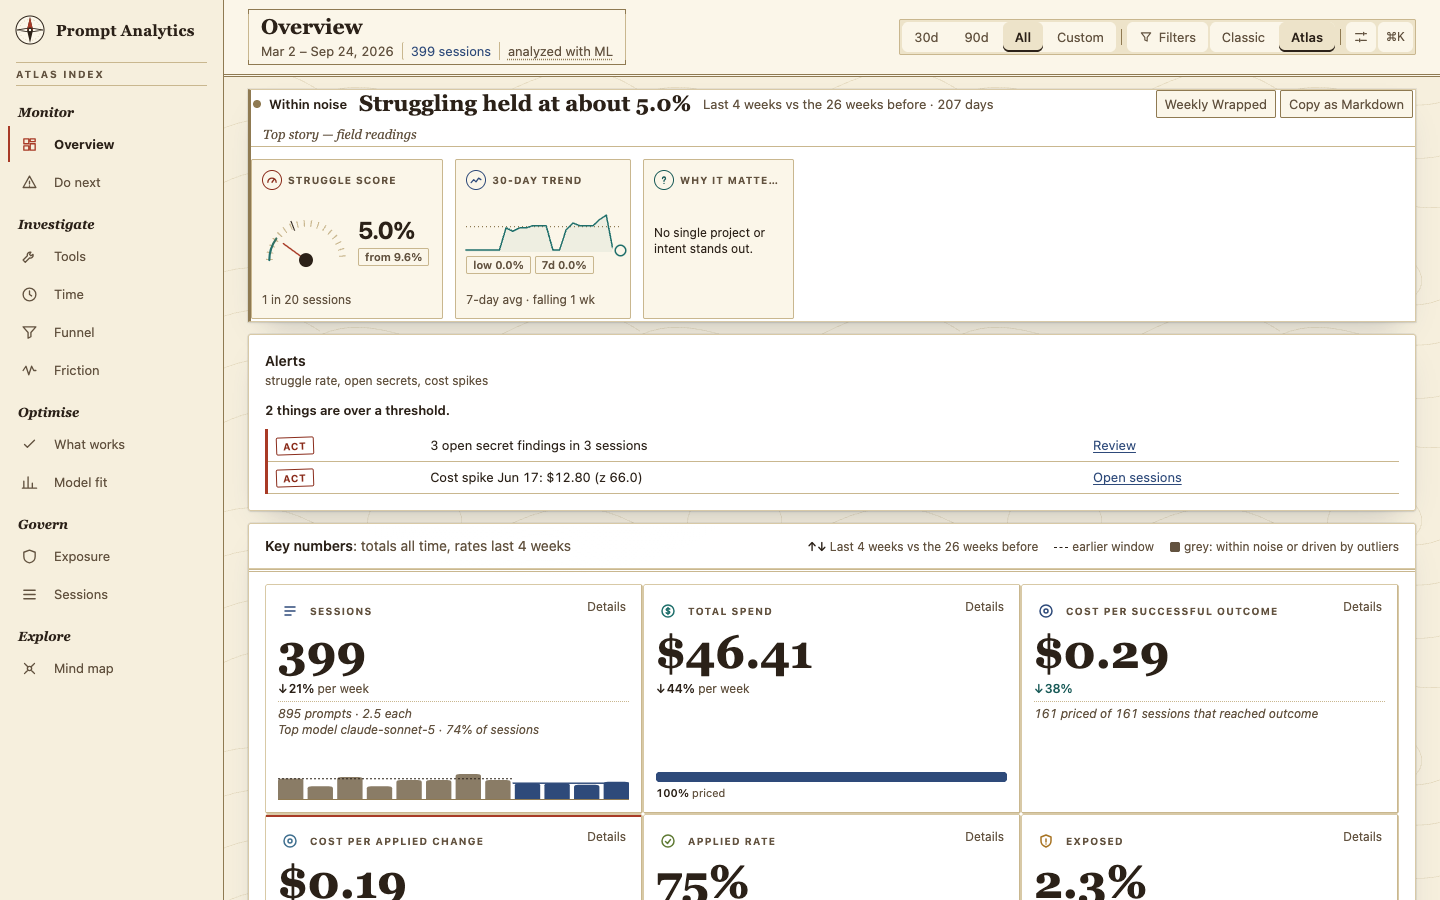 Prompt Analytics
ATLAS INDEX
Monitor
Overview
Do next
Investigate
Tools
Time
Funnel
Friction
Optimise
What works
Model fit
Govern
Exposure
Sessions
Explore
Mind map
Overview
Mar 2 – Sep 24, 2026 399 sessions analyzed with ML
30d 90d All Custom Filters Classic Atlas ⌘K
Within noise Struggling held at about 5.0% Last 4 weeks vs the 26 weeks before · 207 days
Weekly Wrapped Copy as Markdown
Top story — field readings
STRUGGLE SCORE
5.0%
from 9.6%
1 in 20 sessions
30-DAY TREND
low 0.0% 7d 0.0%
7-day avg · falling 1 wk
? WHY IT MATTE...
No single project or
intent stands out.
Alerts
struggle rate, open secrets, cost spikes
2 things are over a threshold.
ACT 3 open secret findings in 3 sessions Review
ACT Cost spike Jun 17: $12.80 (z 66.0) Open sessions
Key numbers: totals all time, rates last 4 weeks
↑↓ Last 4 weeks vs the 26 weeks before --- earlier window grey: within noise or driven by outliers
SESSIONS Details
399
↓21% per week
895 prompts · 2.5 each
Top model claude-sonnet-5 · 74% of sessions
$ TOTAL SPEND Details
$46.41
↓44% per week
100% priced
COST PER SUCCESSFUL OUTCOME Details
$0.29
↓38%
161 priced of 161 sessions that reached outcome
COST PER APPLIED CHANGE Details
$0.19
APPLIED RATE Details
75%
EXPOSED Details
2.3%